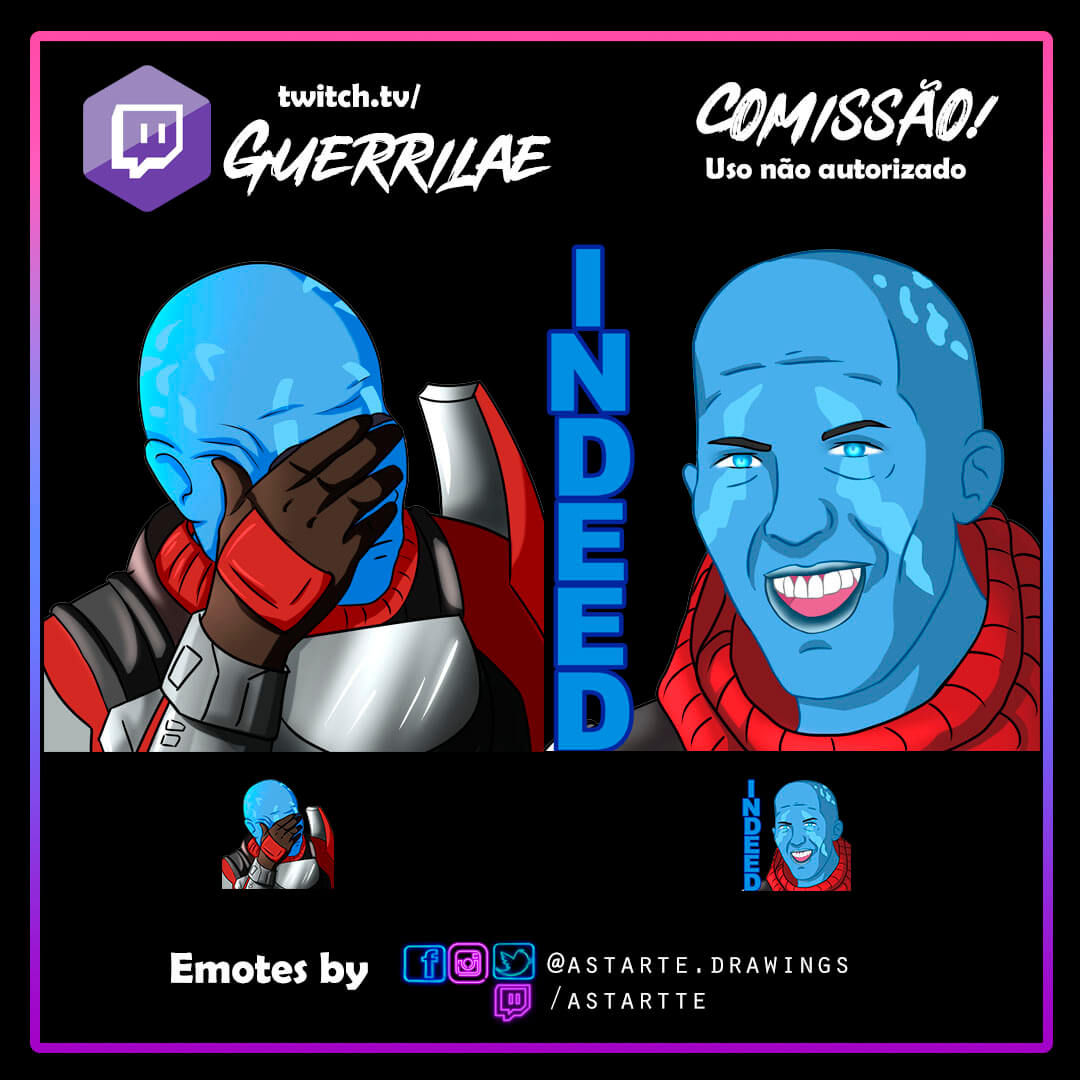 twitch.tv/
GUERRILAE
COMISSÃO!
Uso não autorizado
INDEED
INDEED
Emotes by
@ASTARTE.DRAWINGS
/ASTARTTE